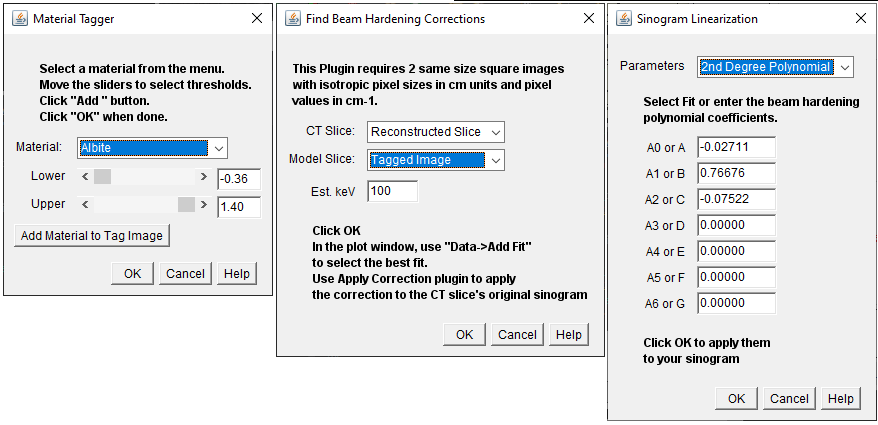 Material Tagger
Select a material from the menu.
Move the sliders to select thresholds.
Click "Add " button.
Click "OK" when done.
Material: Albite
Lower < > -0.36
Upper < > 1.40
Add Material to Tag Image
OK Cancel Help
Find Beam Hardening Corrections
This Plugin requires 2 same size square images
with isotropic pixel sizes in cm units and pixel
values in cm-1.
CT Slice: Reconstructed Slice
Model Slice: Tagged Image
Est. keV 100
Click OK
In the plot window, use "Data->Add Fit"
to select the best fit.
Use Apply Correction plugin to apply
the correction to the CT slice's original sinogram
OK Cancel Help
Sinogram Linearization
Parameters 2nd Degree Polynomial
Select Fit or enter the beam hardening
polynomial coefficients.
A0 or A -0.02711
A1 or B 0.76676
A2 or C -0.07522
A3 or D 0.00000
A4 or E 0.00000
A5 or F 0.00000
A6 or G 0.00000
Click OK to apply them
to your sinogram
OK Cancel Help